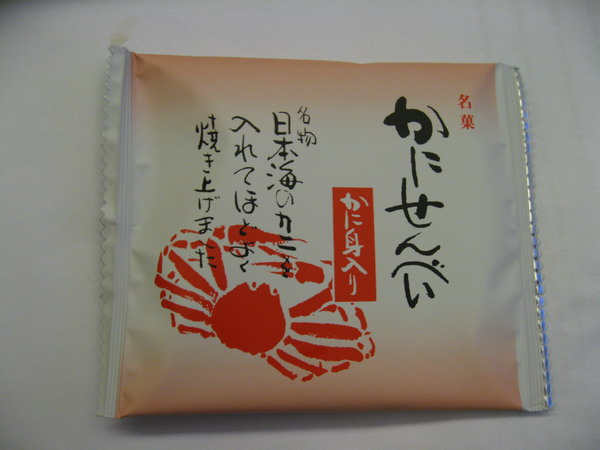 名菓
かにせんべい
かに身入り
名物
日本海のカニを
入れてほどよく
焼き上げました